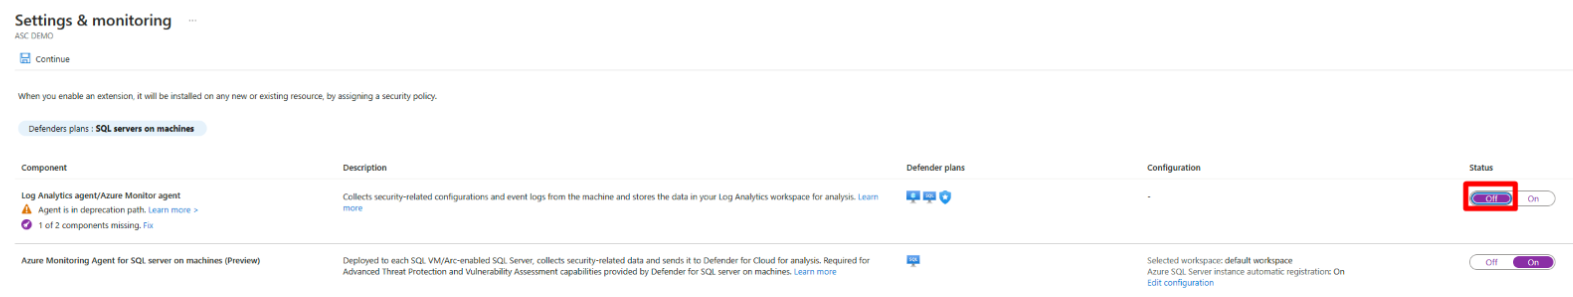 Settings & monitoring ...
ASC DEMO
Continue
When you enable an extension, it will be installed on any new or existing resource, by assigning a security policy.
Defenders plans : SQL servers on machines
Component Description Defender plans Configuration Status
Log Analytics agent/Azure Monitor agent
Agent is in deprecation path. Learn more >
1 of 2 components missing. Fix
Collects security-related configurations and event logs from the machine and stores the data in your Log Analytics workspace for analysis. Learn
more
-
Off On
Azure Monitoring Agent for SQL server on machines (Preview)
Deployed to each SQL VM/Arc-enabled SQL Server, collects security-related data and sends it to Defender for Cloud for analysis. Required for
Advanced Threat Protection and Vulnerability Assessment capabilities provided by Defender for SQL server on machines. Learn more
SQL
Selected workspace: default workspace
Azure SQL Server instance automatic registration: On
Edit configuration
Off On